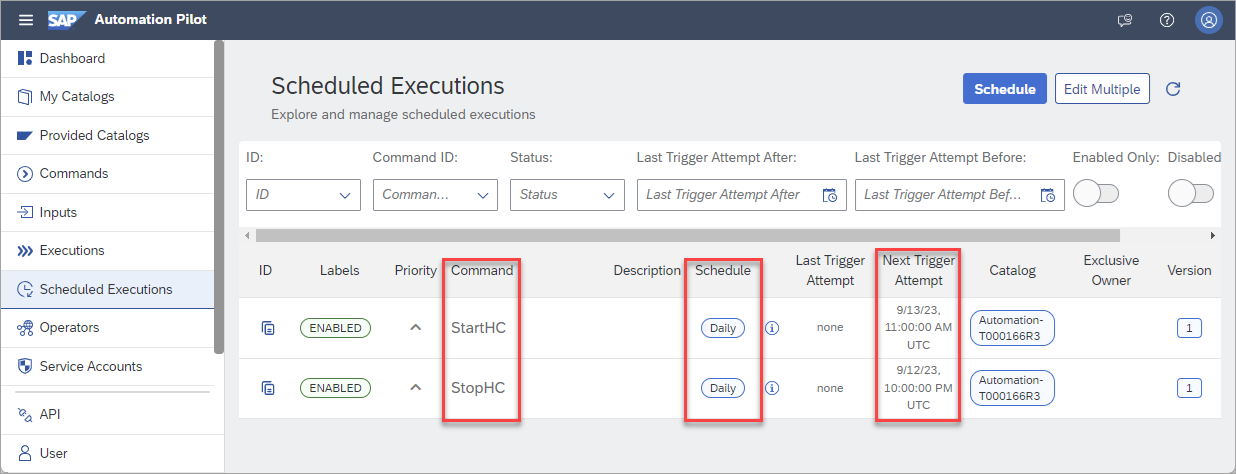 SAP Automation Pilot
Dashboard
My Catalogs
Provided Catalogs
Commands
Inputs
Executions
Scheduled Executions
Operators
Service Accounts
API
User
Scheduled Executions
Explore and manage scheduled executions
Schedule
Edit Multiple
ID: Command ID: Status: Last Trigger Attempt After: Last Trigger Attempt Before: Enabled Only: Disabled
ID Comman... Status Last Trigger Attempt After Last Trigger Attempt Bef...
ID Labels Priority Command Description Schedule Last Trigger Attempt Next Trigger Attempt Catalog Exclusive Owner Version
ENABLED StartHC Daily none 9/13/23, 11:00:00 AM UTC Automation-T000166R3 1
ENABLED StopHC Daily none 9/12/23, 10:00:00 PM UTC Automation-T000166R3 1